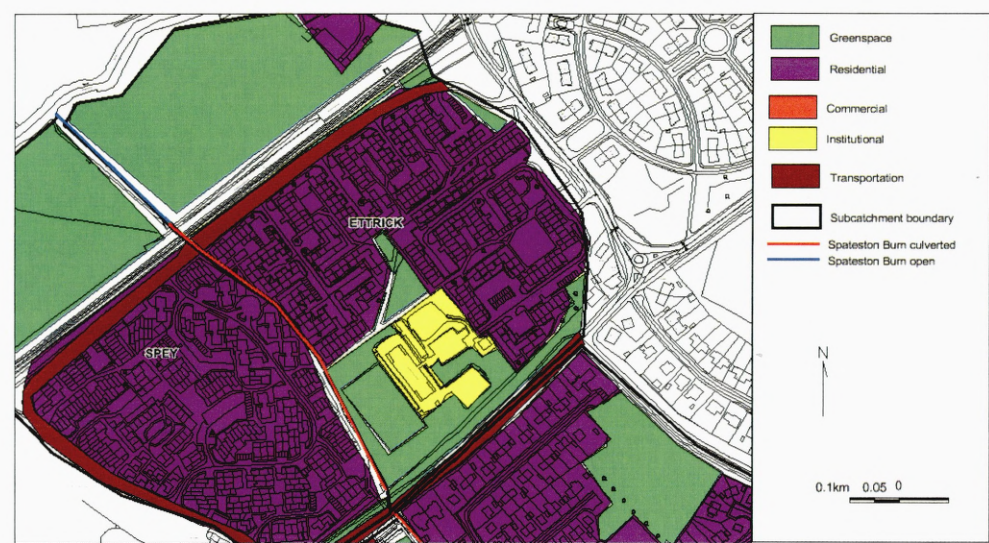 ETTRICK
SPEY
Greenspace
Residential
Commercial
Institutional
Transportation
Subcatchment boundary
Spateston Burn culverted
Spateston Burn open
N
0.1km 0.05 0